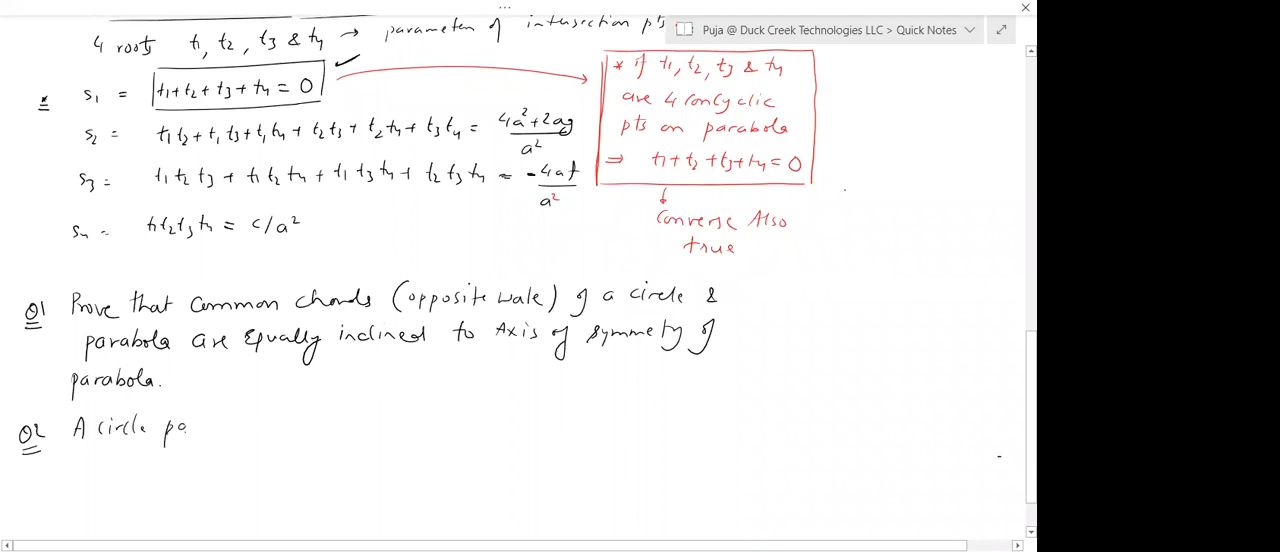 Puja @ Duck Creek Technologies LLC > Quick Notes
4 roots t1, t2, t3 & t4 → parameter of intersection pts
* S1 = t1+t2+t3+t4 = 0
S2 = t1t2+t1t3+t1t4+t2t3+t2t4+t3t4 = 4a²+2ag/a²
S3 = t1t2t3 + t1t2t4 + t1t3t4 + t2t3t4 = -4af/a²
S4 = t1t2t3t4 = c/a²
* if t1, t2, t3 & t4
are 4 concyclic
pts on parabola
⇒ t1+t2+t3+t4=0
Converse Also
true
Q1 Prove that common chords (opposite wale) of a circle &
parabola are equally inclined to Axis of symmetry of
parabola.
Q2 A circle pa